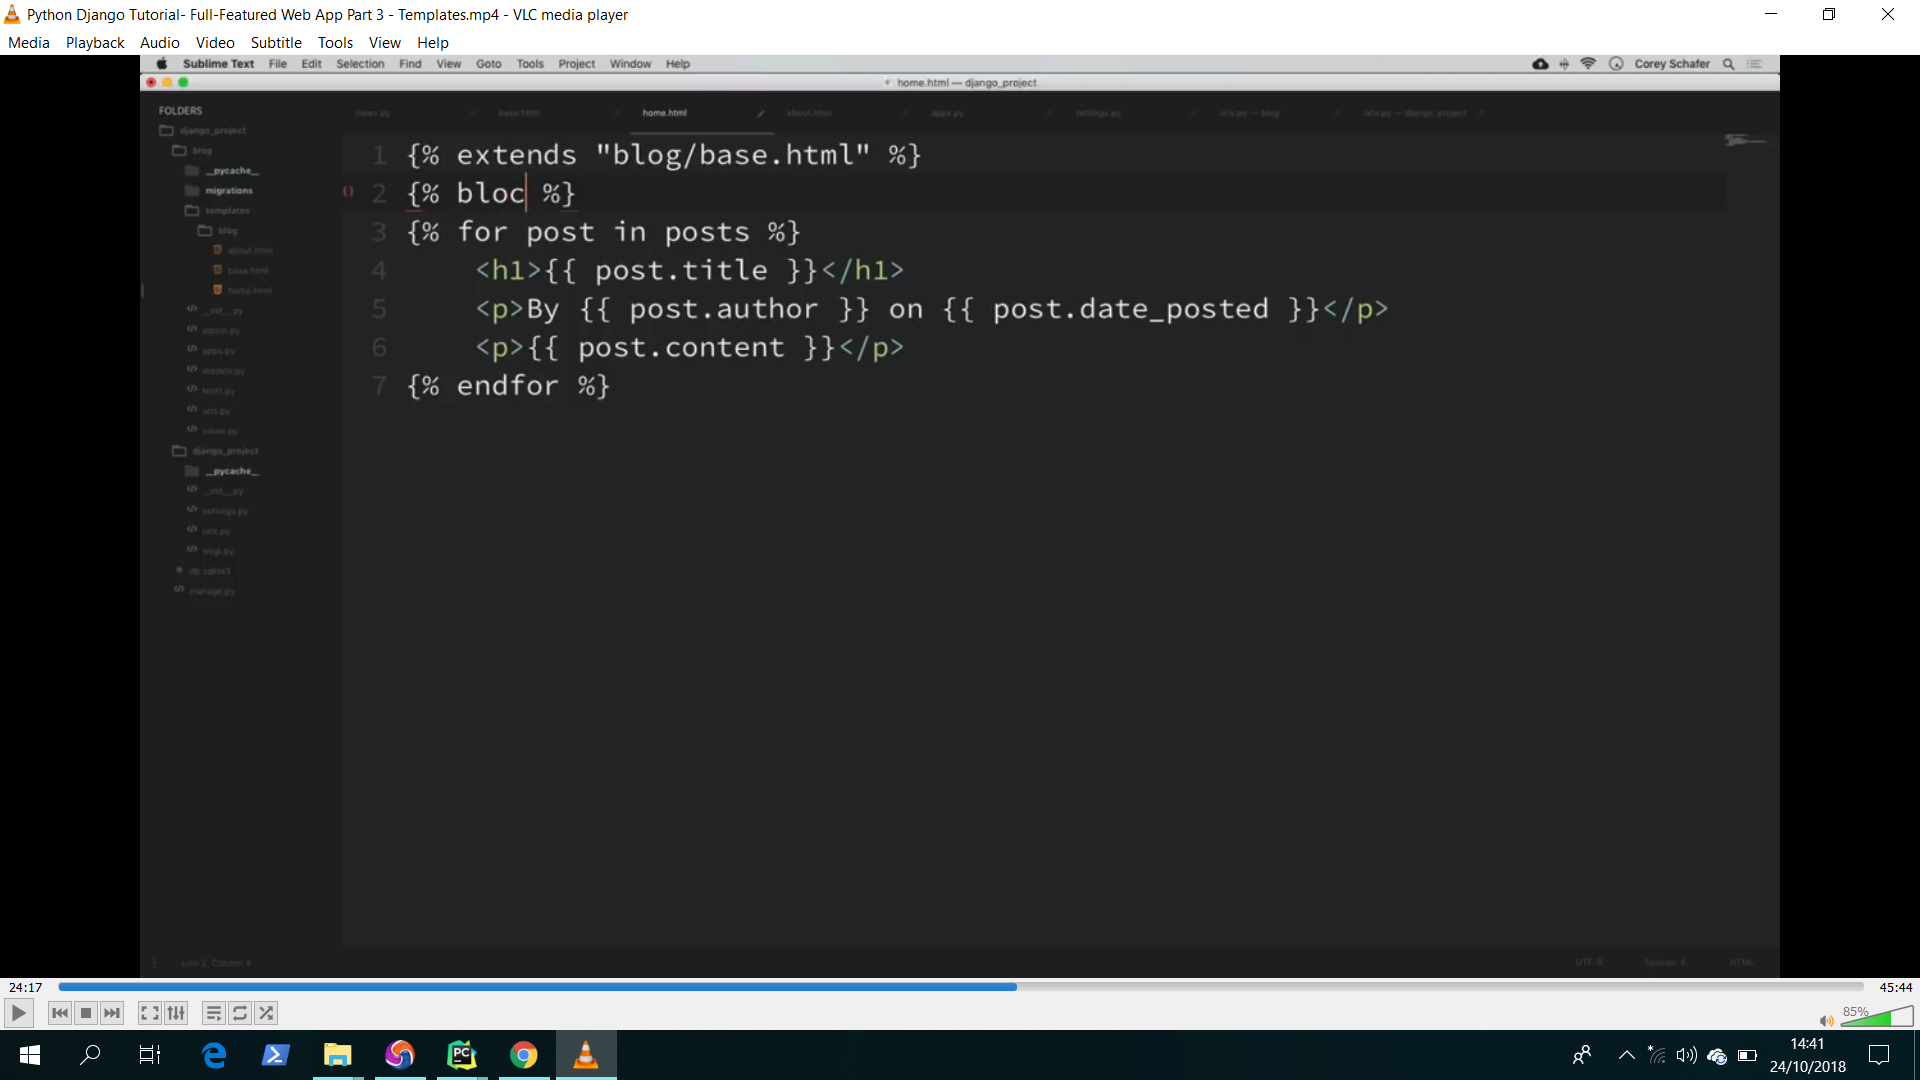 Python Django Tutorial- Full-Featured Web App Part 3 - Templates.mp4 - VLC media player
Media Playback Audio Video Subtitle Tools View Help
Sublime Text File Edit Selection Find View Goto Tools Project Window Help Corey Schafer
home.html — django_project
FOLDERS
views.py base.html home.html about.html apps.py settings.py urls.py — blog urls.py — django_project
django_project
blog
__pycache__
migrations
templates
blog
about.html
base.html
home.html
__init__.py
admin.py
apps.py
models.py
tests.py
urls.py
views.py
django_project
__pycache__
__init__.py
settings.py
urls.py
wsgi.py
db.sqlite3
manage.py
1 {% extends "blog/base.html" %}
2 {% bloc %}
3 {% for post in posts %}
4 <h1>{{ post.title }}</h1>
5 <p>By {{ post.author }} on {{ post.date_posted }}</p>
6 <p>{{ post.content }}</p>
7 {% endfor %}
Line 2, Column 4 UTF-8 Spaces: 4 HTML
24:17 45:44
85%
PC
14:41
24/10/2018